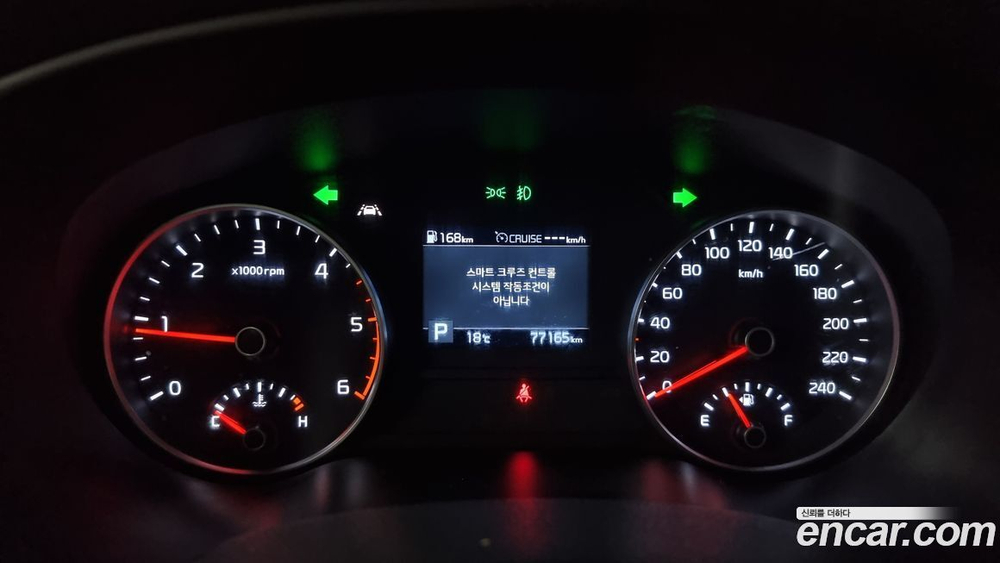 168km
CRUISE ---km/h
스마트 크루즈 컨트롤
시스템 작동조건이
아닙니다
P
18℃
77165km
0
1
2
3
4
5
6
x1000rpm
C
H
0
20
40
60
80
100
120
140
160
180
200
220
240
km/h
E
F
신뢰를 더하다
encar.com